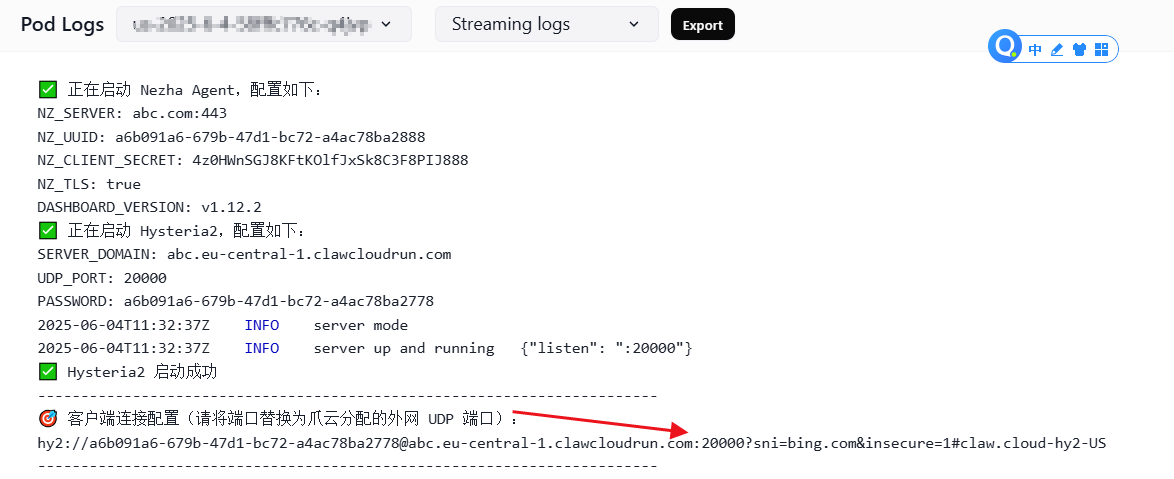 Pod Logs
Streaming logs
Export
中
正在启动 Nezha Agent，配置如下：
NZ_SERVER: abc.com:443
NZ_UUID: a6b091a6-679b-47d1-bc72-a4ac78ba2888
NZ_CLIENT_SECRET: 4z0HWnSGJ8KFtKOlfJxSk8C3F8PIJ888
NZ_TLS: true
DASHBOARD_VERSION: v1.12.2
正在启动 Hysteria2，配置如下：
SERVER_DOMAIN: abc.eu-central-1.clawcloudrun.com
UDP_PORT: 20000
PASSWORD: a6b091a6-679b-47d1-bc72-a4ac78ba2778
2025-06-04T11:32:37Z INFO server mode
2025-06-04T11:32:37Z INFO server up and running {"listen": ":20000"}
Hysteria2 启动成功
------------------------------------------------------------------------
客户端连接配置（请将端口替换为爪云分配的外网 UDP 端口）：
hy2://a6b091a6-679b-47d1-bc72-a4ac78ba2778@abc.eu-central-1.clawcloudrun.com:20000?sni=bing.com&insecure=1#claw.cloud-hy2-US
------------------------------------------------------------------------